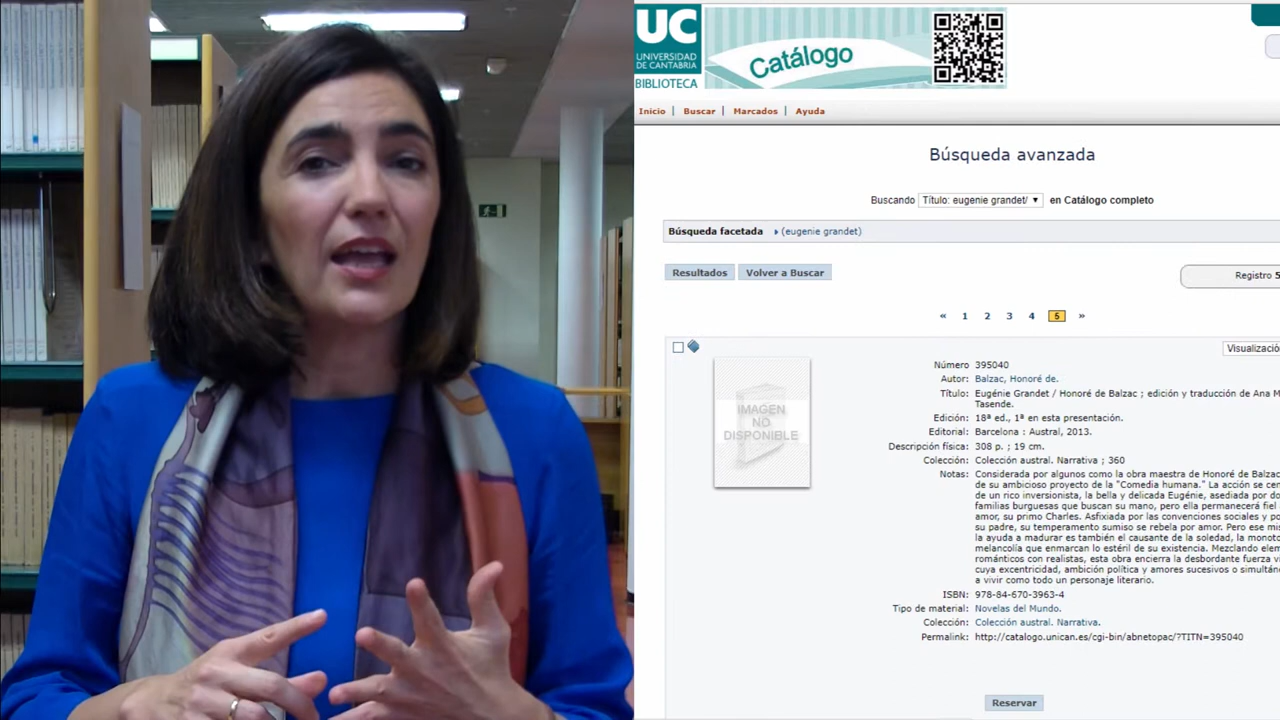 UC
UNIVERSIDAD
DE CANTABRIA
BIBLIOTECA
Catálogo
Inicio | Buscar | Marcados | Ayuda
Búsqueda avanzada
Buscando Título: eugenie grandet/ en Catálogo completo
Búsqueda facetada (eugenie grandet)
Resultados Volver a Buscar
Registro 5
« 1 2 3 4 5 »
Visualizació
Número 395040
Autor: Balzac, Honoré de.
Título: Eugénie Grandet / Honoré de Balzac ; edición y traducción de Ana M
Tasende.
Edición: 18ª ed., 1ª en esta presentación.
Editorial: Barcelona : Austral, 2013.
Descripción física: 308 p. ; 19 cm.
Colección: Colección austral. Narrativa ; 360
Notas: Considerada por algunos como la obra maestra de Honoré de Balzac
de su ambicioso proyecto de la "Comedia humana." La acción se cen
de un rico inversionista, la bella y delicada Eugénie, asediada por do
familias burguesas que buscan su mano, pero ella permanecerá fiel
amor, su primo Charles. Asfixiada por las convenciones sociales y po
su padre, su temperamento sumiso se rebela por amor. Pero ese mis
la ayuda a madurar es también el causante de la soledad, la monoto
melancolía que enmarcan lo estéril de su existencia. Mezclando elem
románticos con realistas, esta obra encierra la desbordante fuerza vi
cuya excentricidad, ambición política y amores sucesivos o simultán
a vivir como todo un personaje literario.
ISBN: 978-84-670-3963-4
Tipo de material: Novelas del Mundo.
Colección: Colección austral. Narrativa.
Permalink: http://catalogo.unican.es/cgi-bin/abnetopac/?TITN=395040
IMAGEN
NO
DISPONIBLE
Reservar